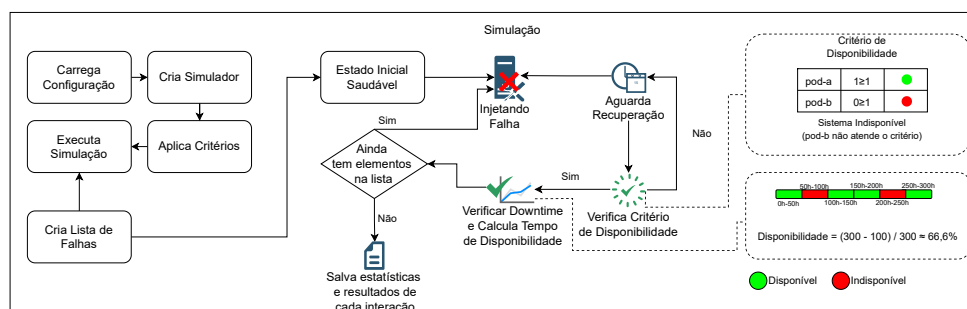 Simulação
Carrega
Configuração
Cria Simulador
Executa
Simulação
Aplica Critérios
Cria Lista de
Falhas
Estado Inicial
Saudável
Injetando
Falha
Aguarda
Recuperação
Sim
Não
Ainda
tem elementos
na lista
Sim
Verificar Downtime
e Calcula Tempo
de Disponibilidade
Verifica Critério
de Disponibilidade
Não
Salva estatísticas
e resultados de
cada interação
Critério de
Disponibilidade
pod-a 1≥1
pod-b 0≥1
Sistema Indisponível
(pod-b não atende o critério)
50h-100h 150h-200h 250h-300h
0h-50h 100h-150h 200h-250h
Disponibilidade = (300 - 100) / 300 ≈ 66,6%
Disponível Indisponível